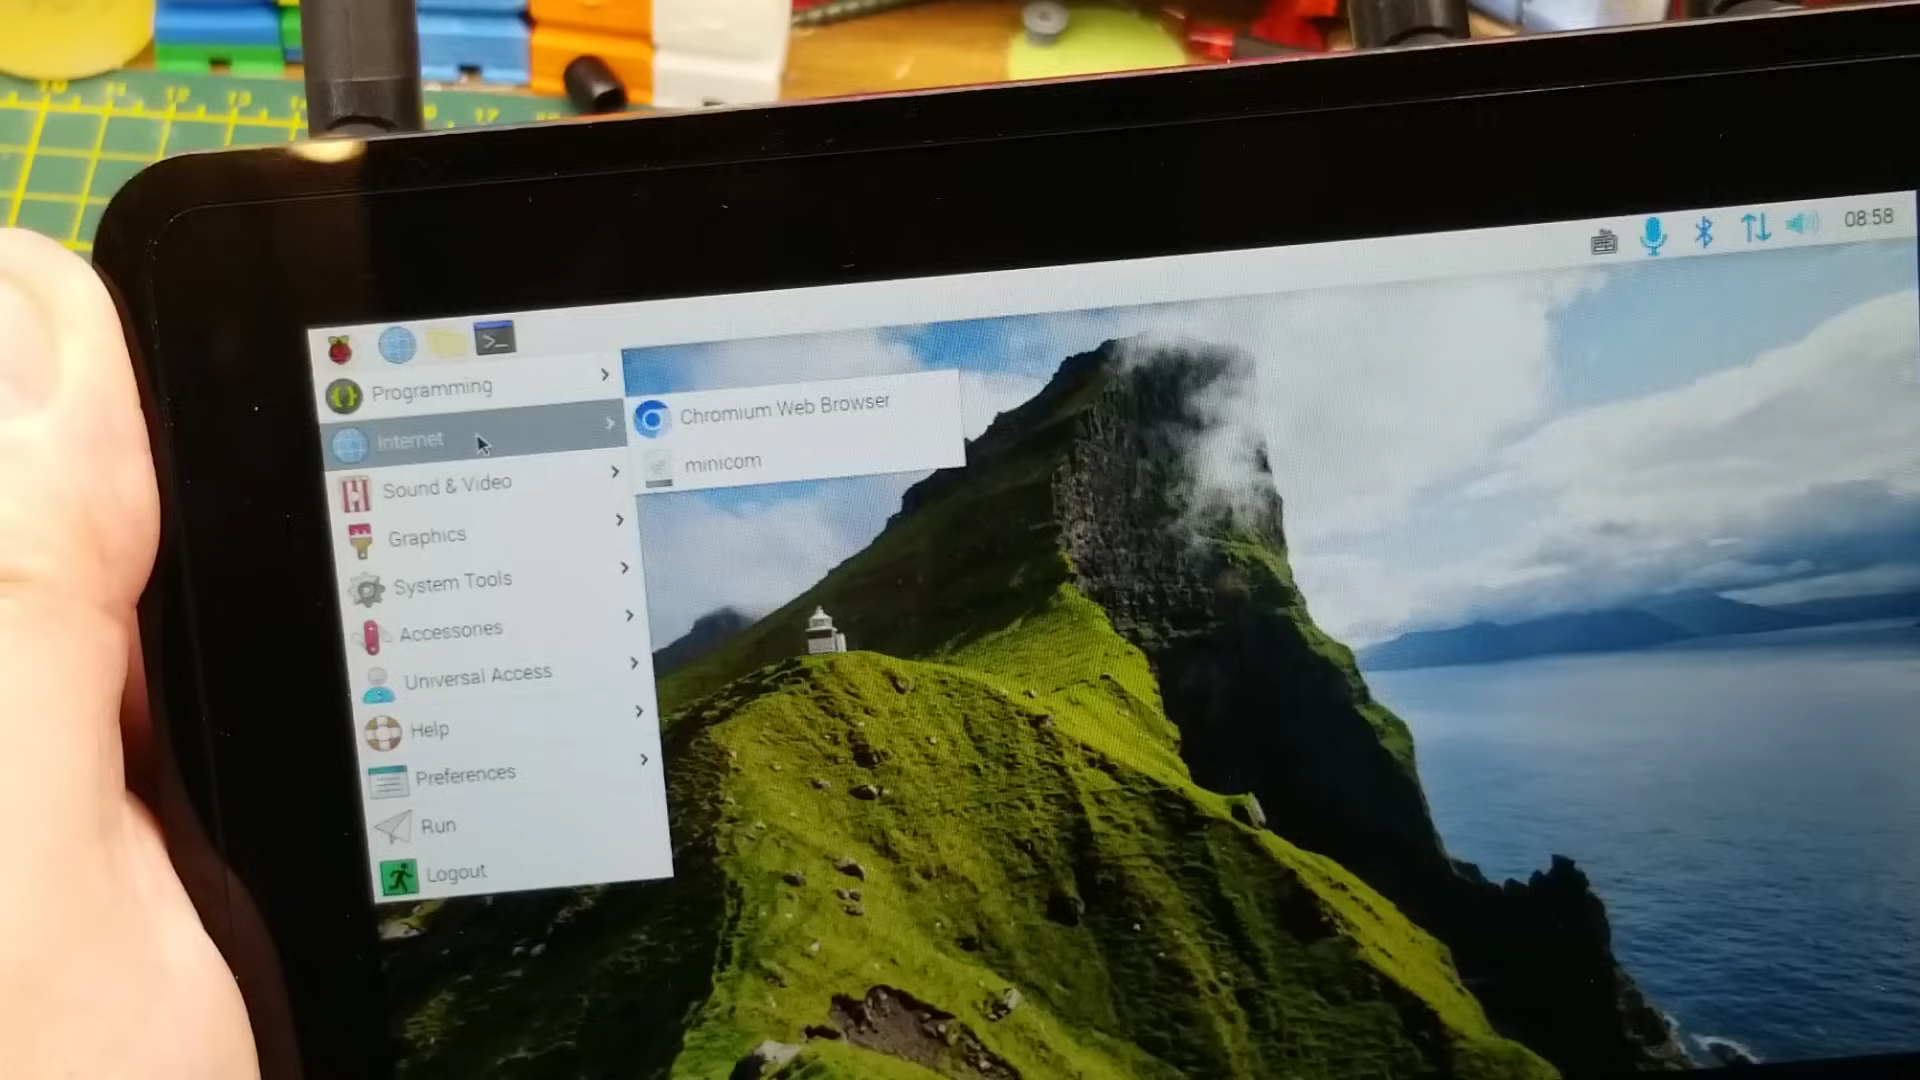 08:58
>_
Programming
Internet
Chromium Web Browser
minicom
Sound & Video
Graphics
System Tools
Accessories
Universal Access
Help
Preferences
Run
Logout